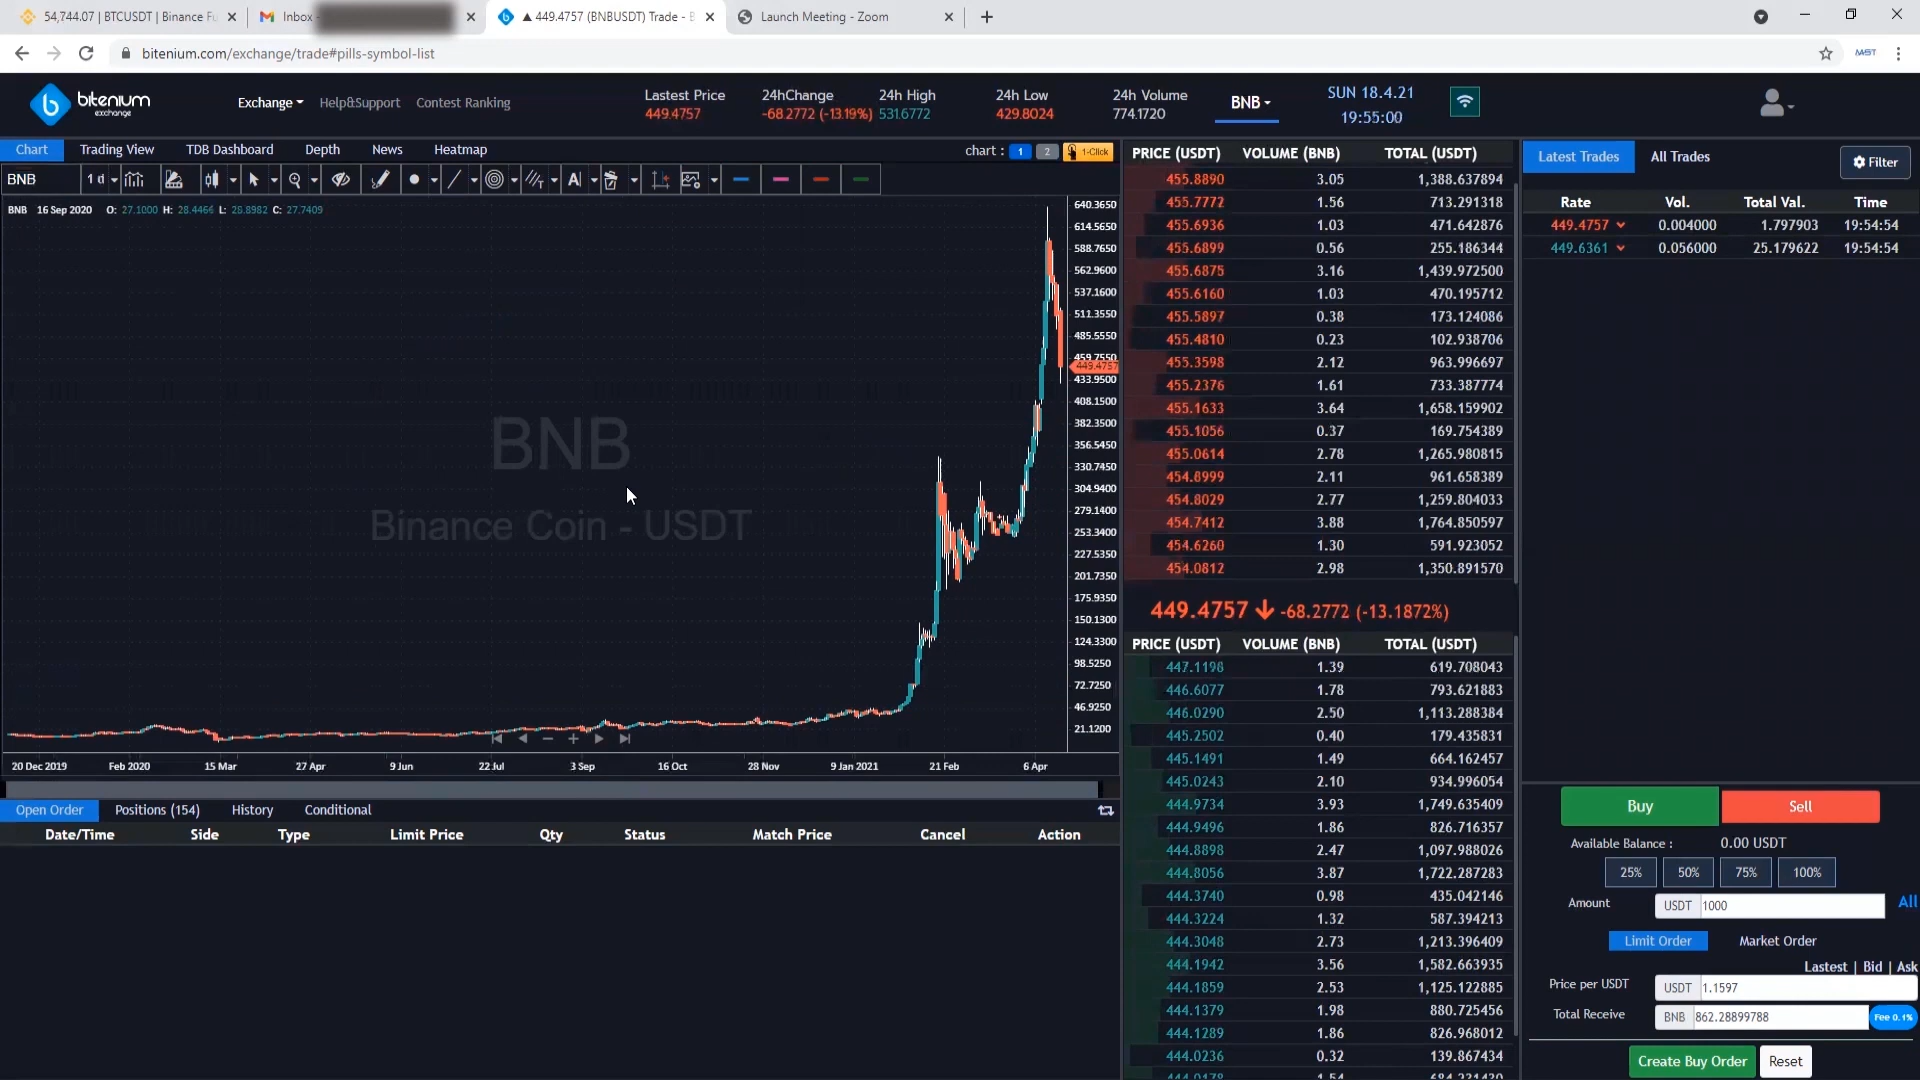 54,744.07 | BTCUSDT | Binance Fu
Inbox -
▲ 449.4757 (BNBUSDT) Trade - B
Launch Meeting - Zoom
bitenium.com/exchange/trade#pills-symbol-list
MST
bitenium
exchange
Exchange
Help&Support
Contest Ranking
Lastest Price
449.4757
24hChange
-68.2772 (-13.19%)
24h High
531.6772
24h Low
429.8024
24h Volume
774.1720
BNB
SUN 18.4.21
19:55:00
Chart Trading View TDB Dashboard Depth News Heatmap
chart : 1 2 1-Click
BNB 1 d
BNB 16 Sep 2020 O: 27.1000 H: 28.4466 L: 26.8982 C: 27.7409
640.3650
614.5650
588.7650
562.9600
537.1600
511.3550
485.5550
459.7550
449.4757
433.9500
408.1500
382.3500
356.5450
330.7450
304.9400
279.1400
253.3400
227.5350
201.7350
175.9350
150.1300
124.3300
98.5250
72.7250
46.9250
21.1200
BNB
Binance Coin - USDT
20 Dec 2019 Feb 2020 15 Mar 27 Apr 9 Jun 22 Jul 3 Sep 16 Oct 28 Nov 9 Jan 2021 21 Feb 6 Apr
Open Order Positions (154) History Conditional
Date/Time Side Type Limit Price Qty Status Match Price Cancel Action
PRICE (USDT) VOLUME (BNB) TOTAL (USDT)
455.8890 3.05 1,388.637894
455.7772 1.56 713.291318
455.6936 1.03 471.642876
455.6899 0.56 255.186344
455.6875 3.16 1,439.972500
455.6160 1.03 470.195712
455.5897 0.38 173.124086
455.4810 0.23 102.938706
455.3598 2.12 963.996697
455.2376 1.61 733.387774
455.1633 3.64 1,658.159902
455.1056 0.37 169.754389
455.0614 2.78 1,265.980815
454.8999 2.11 961.658389
454.8029 2.77 1,259.804033
454.7412 3.88 1,764.850597
454.6260 1.30 591.923052
454.0812 2.98 1,350.891570
449.4757 -68.2772 (-13.1872%)
PRICE (USDT) VOLUME (BNB) TOTAL (USDT)
447.1198 1.39 619.708043
446.6077 1.78 793.621883
446.0290 2.50 1,113.288384
445.2502 0.40 179.435831
445.1491 1.49 664.162457
445.0243 2.10 934.996054
444.9734 3.93 1,749.635409
444.9496 1.86 826.716357
444.8898 2.47 1,097.988026
444.8056 3.87 1,722.287283
444.3740 0.98 435.042146
444.3224 1.32 587.394213
444.3048 2.73 1,213.396409
444.1942 3.56 1,582.663935
444.1859 2.53 1,125.122885
444.1379 1.98 880.725456
444.1289 1.86 826.968012
444.0236 0.32 139.867434
Latest Trades All Trades Filter
Rate Vol. Total Val. Time
449.4757 0.004000 1.797903 19:54:54
449.6361 0.056000 25.179622 19:54:54
Buy Sell
Available Balance : 0.00 USDT
25% 50% 75% 100%
Amount USDT 1000 All
Limit Order Market Order
Lastest | Bid | Ask
Price per USDT USDT 1.1597
Total Receive BNB 862.28899788 Fee 0.1%
Create Buy Order Reset